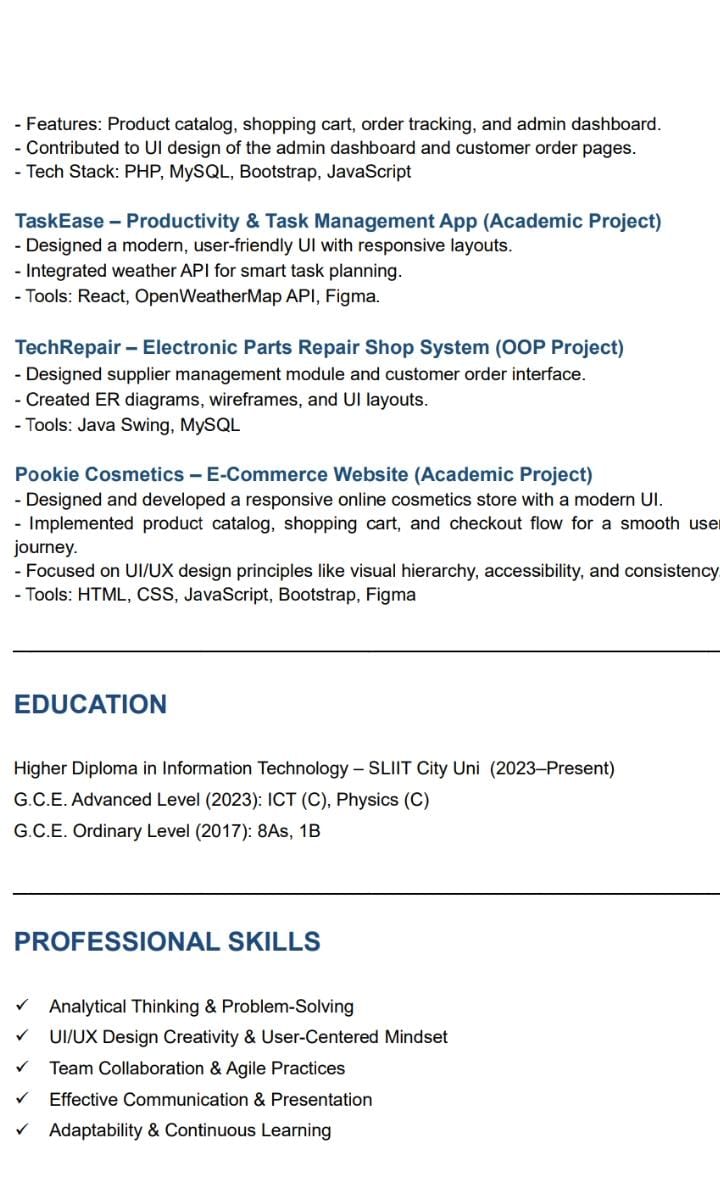 - Features: Product catalog, shopping cart, order tracking, and admin dashboard.
- Contributed to UI design of the admin dashboard and customer order pages.
- Tech Stack: PHP, MySQL, Bootstrap, JavaScript
TaskEase – Productivity & Task Management App (Academic Project)
- Designed a modern, user-friendly UI with responsive layouts.
- Integrated weather API for smart task planning.
- Tools: React, OpenWeatherMap API, Figma.
TechRepair – Electronic Parts Repair Shop System (OOP Project)
- Designed supplier management module and customer order interface.
- Created ER diagrams, wireframes, and UI layouts.
- Tools: Java Swing, MySQL
Pookie Cosmetics – E-Commerce Website (Academic Project)
- Designed and developed a responsive online cosmetics store with a modern UI.
- Implemented product catalog, shopping cart, and checkout flow for a smooth user
journey.
- Focused on UI/UX design principles like visual hierarchy, accessibility, and consistency.
- Tools: HTML, CSS, JavaScript, Bootstrap, Figma
EDUCATION
Higher Diploma in Information Technology – SLIIT City Uni (2023–Present)
G.C.E. Advanced Level (2023): ICT (C), Physics (C)
G.C.E. Ordinary Level (2017): 8As, 1B
PROFESSIONAL SKILLS
✓ Analytical Thinking & Problem-Solving
✓ UI/UX Design Creativity & User-Centered Mindset
✓ Team Collaboration & Agile Practices
✓ Effective Communication & Presentation
✓ Adaptability & Continuous Learning